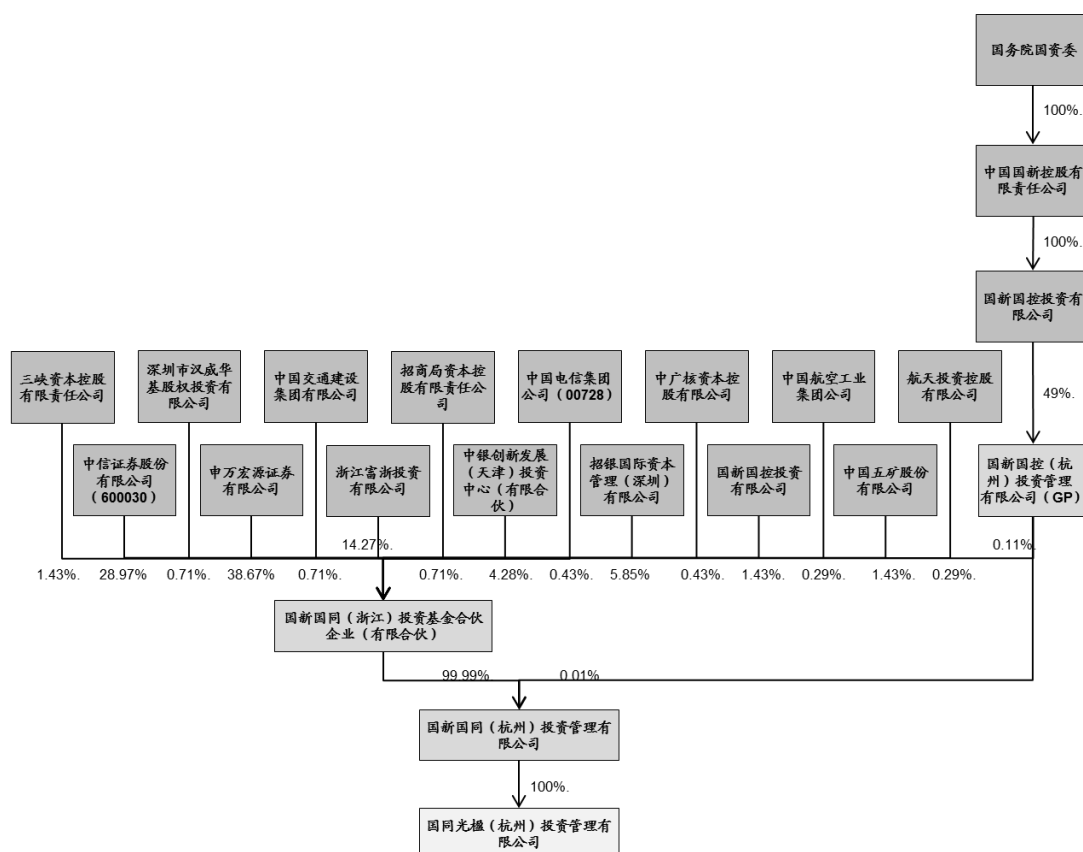 国务院国资委
100%.
中国国新控股有
限责任公司
100%.
国新国控投资有
限公司
49%.
三峡资本控股
有限责任公司
深圳市汉威华
基股权投资有
限公司
中国交通建设
集团有限公司
招商局资本控
股有限责任公
司
中国电信集团
公司(00728)
中广核资本控
股有限公司
中国航空工业
集团公司
航天投资控股
有限公司
中信证券股份
有限公司
(600030)
申万宏源证券
有限公司
浙江富浙投资
有限公司
中银创新发展
(天津)投资
中心(有限合
伙)
招银国际资本
管理(深圳)
有限公司
国新国控投资
有限公司
中国五矿股份
有限公司
国新国控(杭
州)投资管理
有限公司(GP)
14.27%.
0.11%.
1.43%.
28.97%
0.71%.
38.67%
0.71%.
0.71%.
4.28%.
0.43%.
5.85%
0.43%.
1.43%.
0.29%.
1.43%.
0.29%.
国新国同(浙江)投资基金合伙
企业(有限合伙)
99.99%.
0.01%
国新国同(杭州)投资管理有
限公司
100%.
国同光楹(杭州)投资管理有
限公司